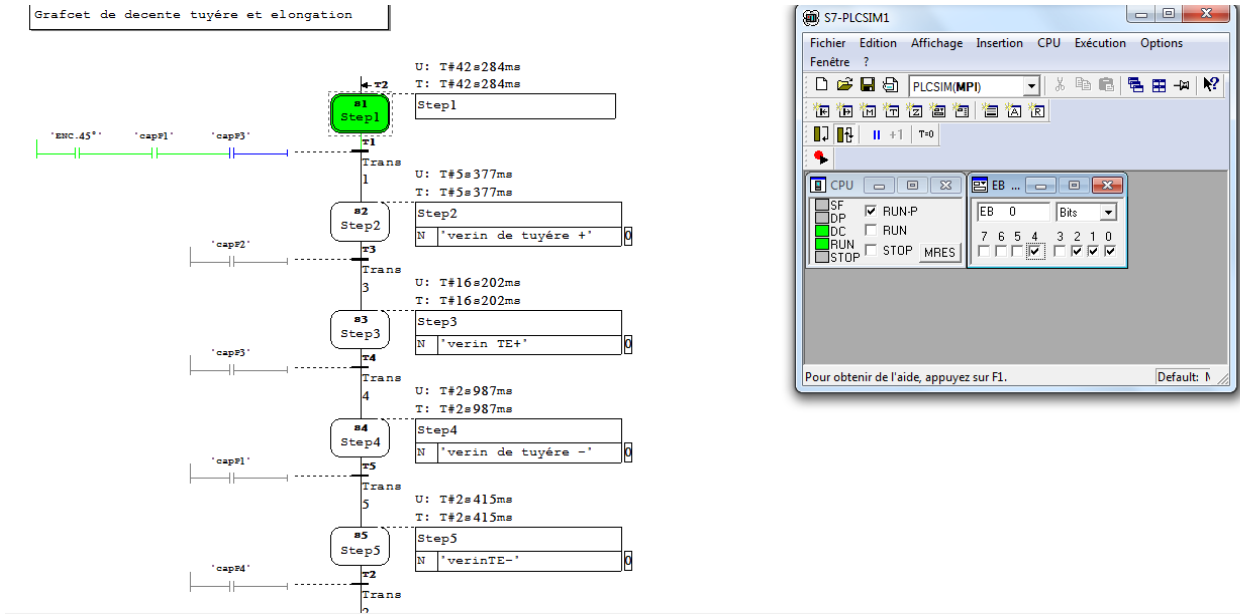 Grafcet de decente tuyére et elongation
U: T#42s284ms
T: T#42s284ms
T2
s1
Step1
Step1
'ENC.45°' 'capP1' 'capP3'
T1
Trans
1
U: T#5s377ms
T: T#5s377ms
s2
Step2
Step2
N 'verin de tuyére +' 0
'capP2'
T3
Trans
3
U: T#16s202ms
T: T#16s202ms
s3
Step3
Step3
N 'verin TE+' 0
'capP3'
T4
Trans
4
U: T#2s987ms
T: T#2s987ms
s4
Step4
Step4
N 'verin de tuyére -' 0
'capP1'
T5
Trans
5
U: T#2s415ms
T: T#2s415ms
s5
Step5
Step5
N 'verinTE-' 0
'capP4'
T2
Trans
S7-PLCSIM1
Fichier Edition Affichage Insertion CPU Exécution Options
Fenêtre ?
PLCSIM(MPI)
+1 T=0
CPU
SF
DP
DC
RUN
STOP
RUN-P
RUN
STOP MRES
EB ...
EB 0 Bits
7 6 5 4 3 2 1 0
Pour obtenir de l'aide, appuyez sur F1. Default: